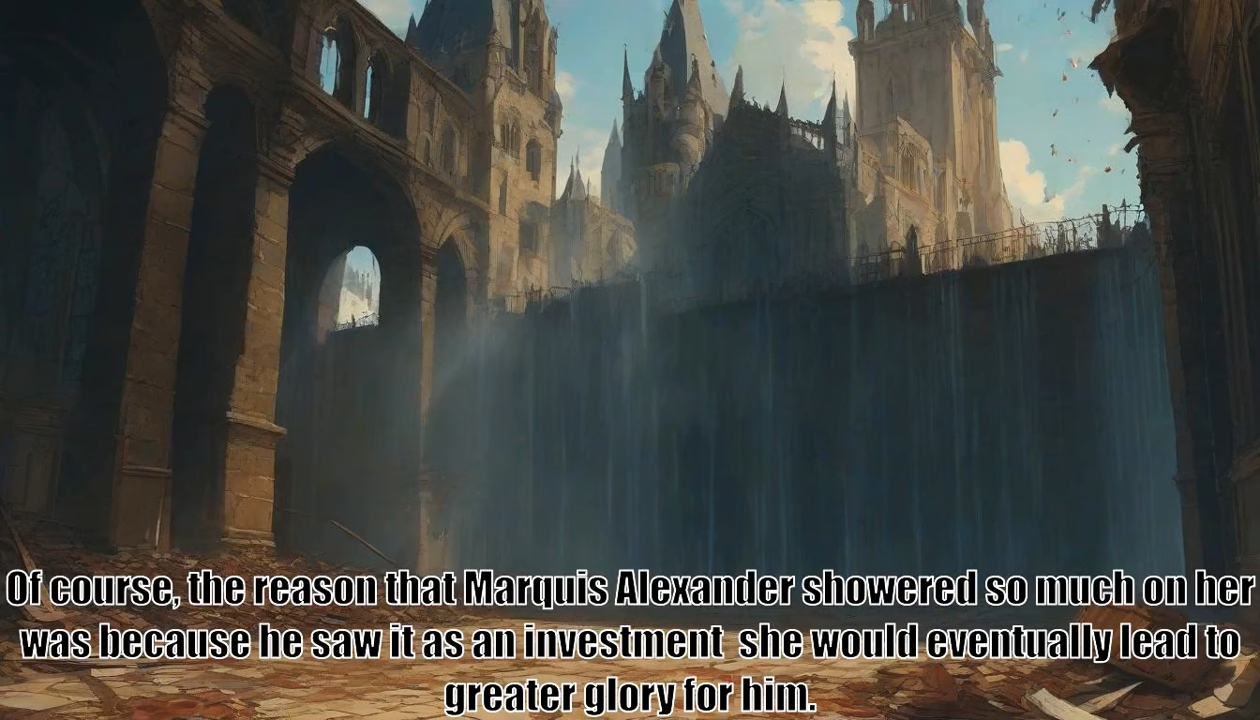 Of course, the reason that Marquis Alexander showered so much on her
was because he saw it as an investment  she would eventually lead to
greater glory for him.